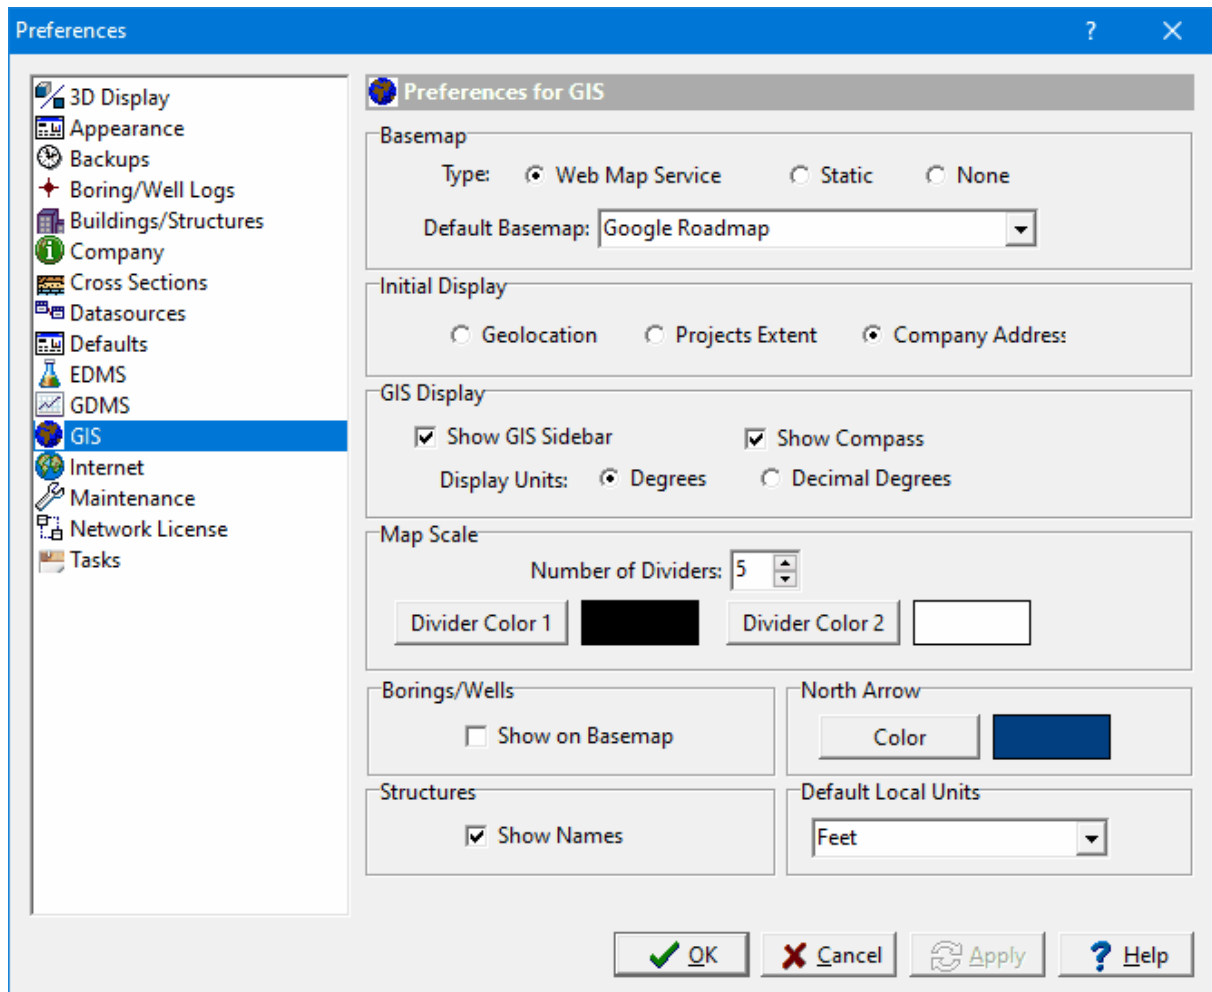 Preferences ?
3D Display
Appearance
Backups
Boring/Well Logs
Buildings/Structures
Company
Cross Sections
Datasources
Defaults
EDMS
GDMS
GIS
Internet
Maintenance
Network License
Tasks
Preferences for GIS
Basemap
Type: Web Map Service Static None
Default Basemap: Google Roadmap
Initial Display
Geolocation Projects Extent Company Address
GIS Display
Show GIS Sidebar Show Compass
Display Units: Degrees Decimal Degrees
Map Scale
Number of Dividers: 5
Divider Color 1 Divider Color 2
Borings/Wells
Show on Basemap
North Arrow
Color
Structures
Show Names
Default Local Units
Feet
OK Cancel Apply ? Help